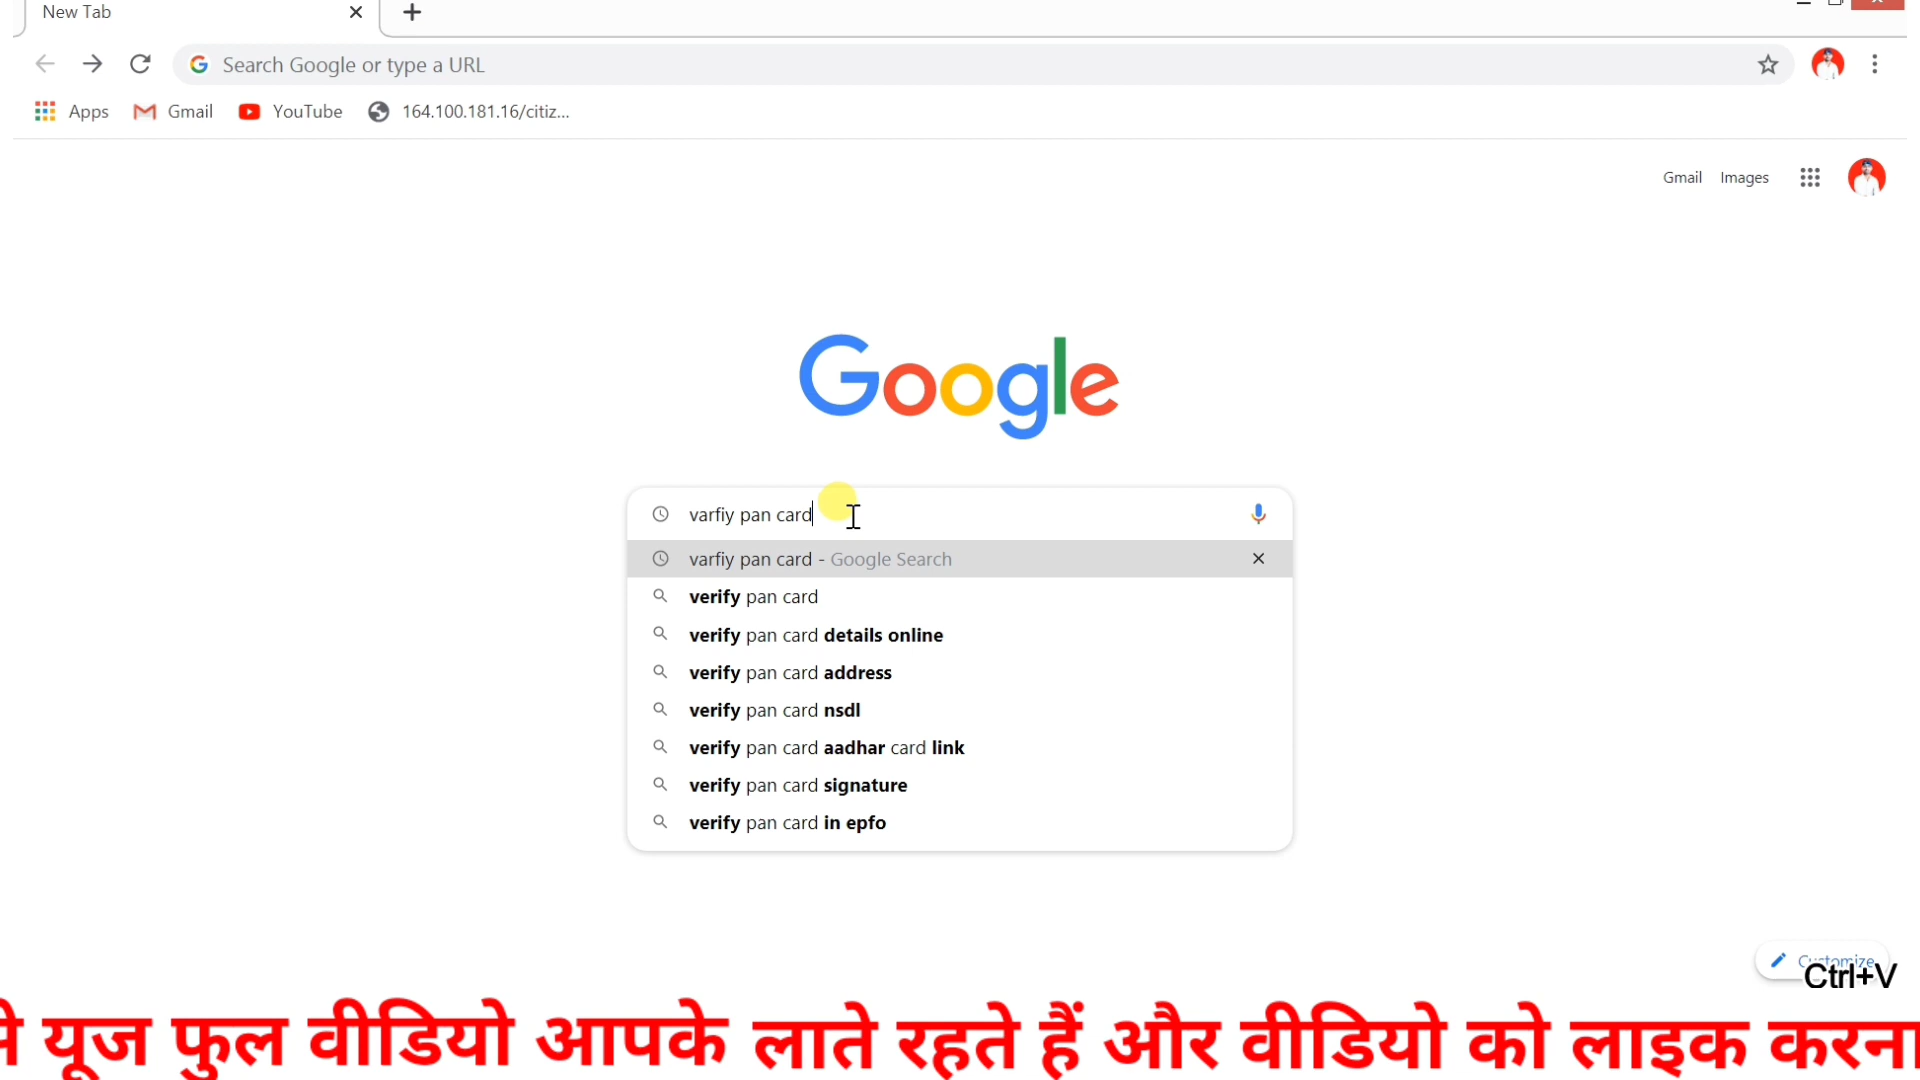 New Tab
Search Google or type a URL
Apps Gmail YouTube 164.100.181.16/citiz...
Gmail Images
Google
varfiy pan card
varfiy pan card - Google Search
verify pan card
verify pan card details online
verify pan card address
verify pan card nsdl
verify pan card aadhar card link
verify pan card signature
verify pan card in epfo
Customize
Ctrl+V
यूज फुल वीडियो आपके लाते रहते हैं और वीडियो को लाइक करना